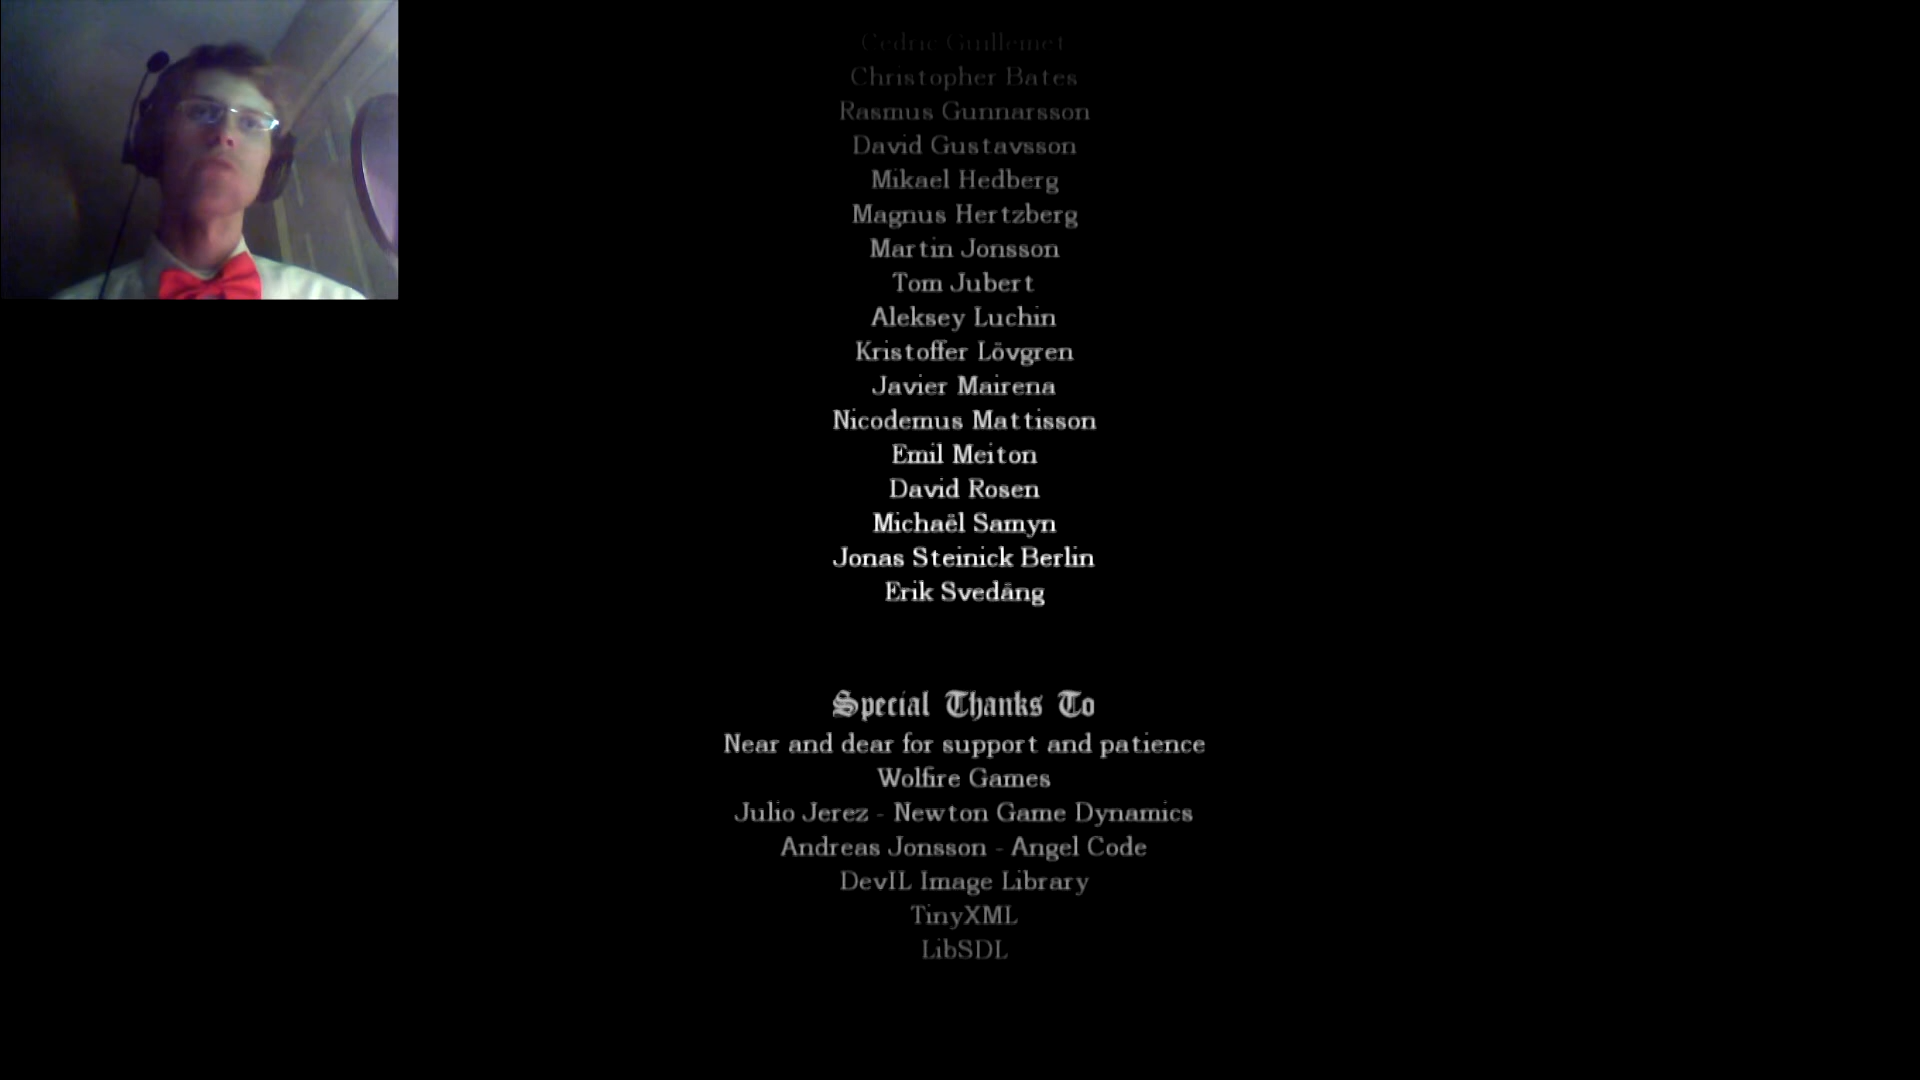 Cedric Guillemet
Christopher Bates
Rasmus Gunnarsson
David Gustavsson
Mikael Hedberg
Magnus Hertzberg
Martin Jonsson
Tom Jubert
Aleksey Luchin
Kristoffer Lövgren
Javier Mairena
Nicodemus Mattisson
Emil Meiton
David Rosen
Michaël Samyn
Jonas Steinick Berlin
Erik Svedäng
Special Thanks To
Near and dear for support and patience
Wolfire Games
Julio Jerez - Newton Game Dynamics
Andreas Jonsson - Angel Code
DevIL Image Library
TinyXML
LibSDL